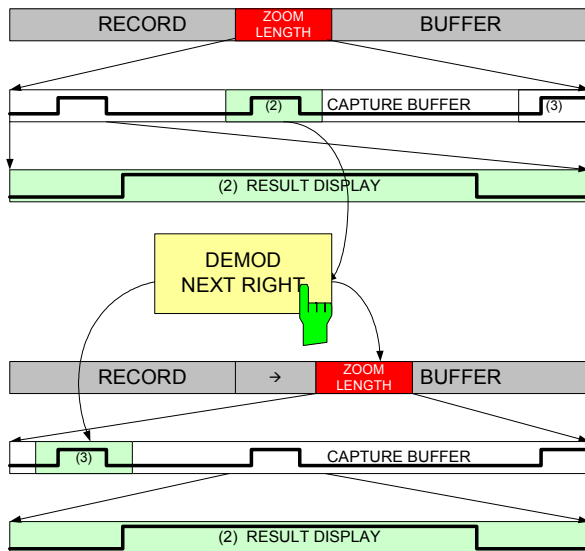 RECORD
ZOOM
LENGTH
BUFFER
(2)
CAPTURE BUFFER
(3)
(2) RESULT DISPLAY
DEMOD
NEXT RIGHT
RECORD
→
ZOOM
LENGTH
BUFFER
(3)
CAPTURE BUFFER
(2) RESULT DISPLAY